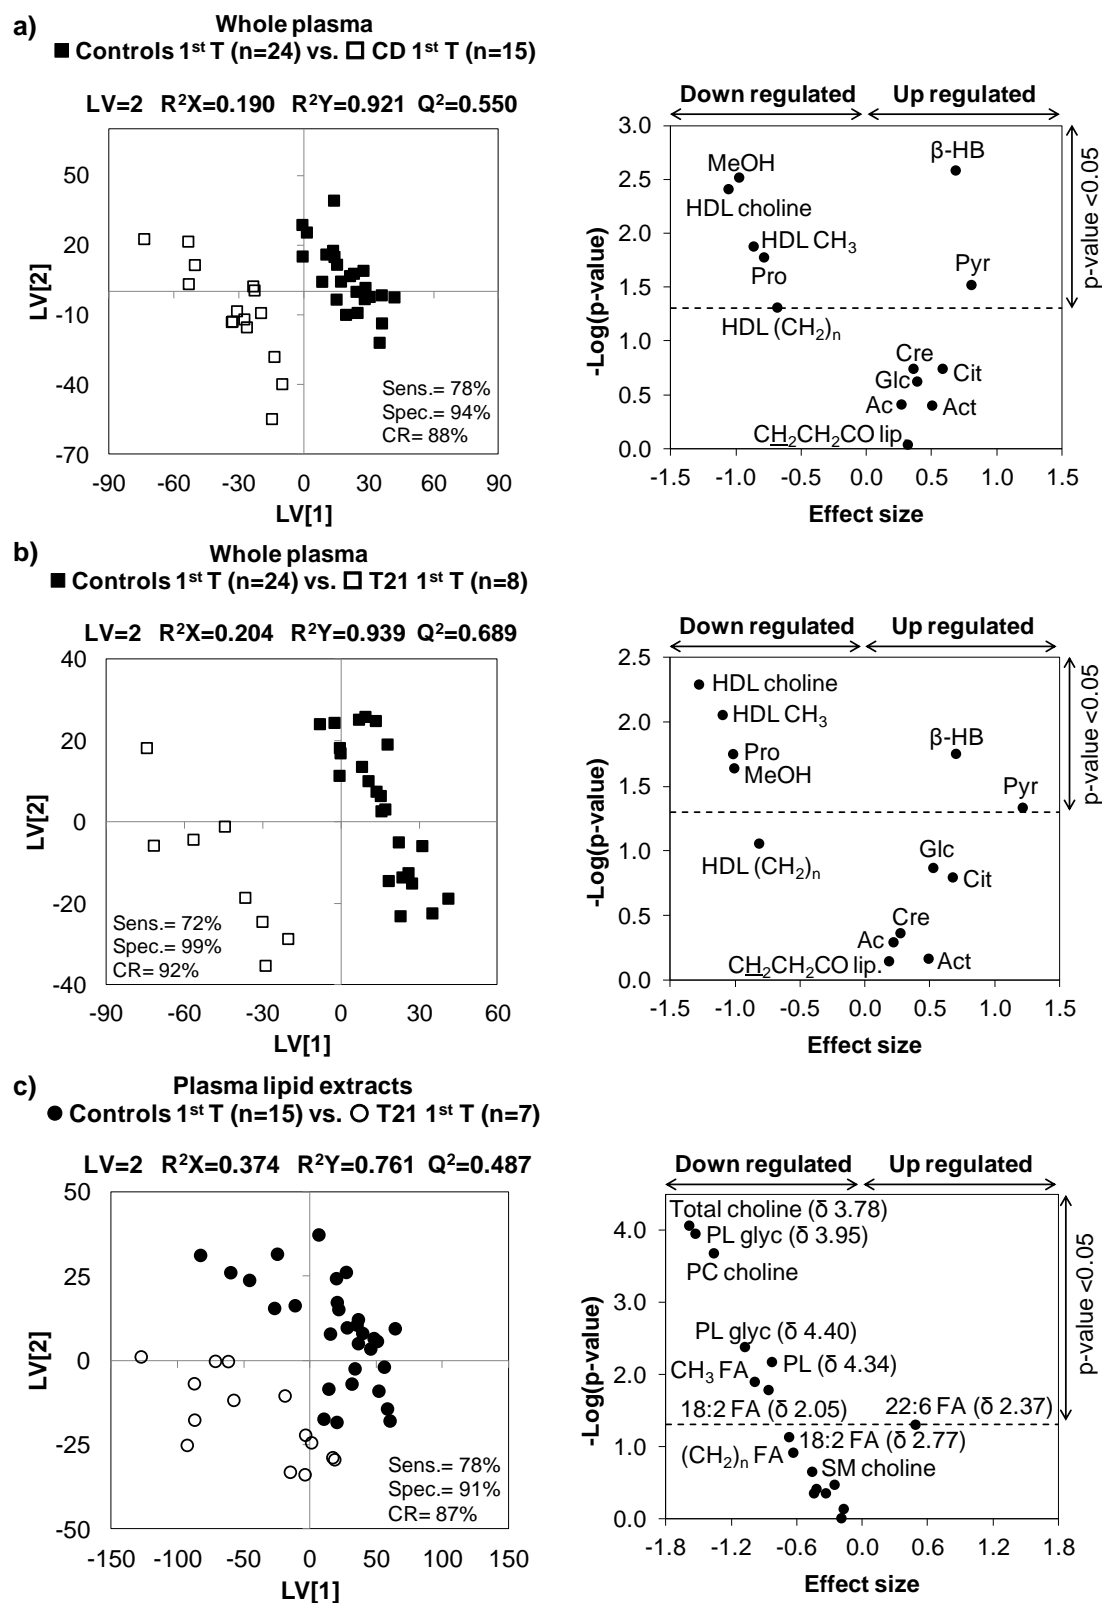 a)
Whole plasma
■ Controls 1st T (n=24) vs. □ CD 1st T (n=15)
LV=2 R²X=0.190 R²Y=0.921 Q²=0.550
50
20
-10
-40
-70
LV[2]
-90 -60 -30 0 30 60 90
LV[1]
Sens.= 78%
Spec.= 94%
CR= 88%
Down regulated Up regulated
3.0
2.5
2.0
1.5
1.0
0.5
0.0
-Log(p-value)
MeOH
β-HB
HDL choline
HDL CH₃
Pro
Pyr
HDL (CH₂)n
Cre
Cit
Glc
Ac
Act
CH₂CH₂CO lip.
p-value <0.05
-1.5 -1.0 -0.5 0.0 0.5 1.0 1.5
Effect size
b)
Whole plasma
■ Controls 1st T (n=24) vs. □ T21 1st T (n=8)
LV=2 R²X=0.204 R²Y=0.939 Q²=0.689
40
20
0
-20
-40
LV[2]
Sens.= 72%
Spec.= 99%
CR= 92%
-90 -60 -30 0 30 60
LV[1]
Down regulated Up regulated
2.5
2.0
1.5
1.0
0.5
0.0
-Log(p-value)
HDL choline
HDL CH₃
Pro
MeOH
β-HB
Pyr
HDL (CH₂)n
Glc
Cit
Cre
Ac
Act
CH₂CH₂CO lip.
p-value <0.05
-1.5 -1.0 -0.5 0.0 0.5 1.0 1.5
Effect size
c)
Plasma lipid extracts
● Controls 1st T (n=15) vs. ○ T21 1st T (n=7)
LV=2 R²X=0.374 R²Y=0.761 Q²=0.487
50
25
0
-25
-50
LV[2]
Sens.= 78%
Spec.= 91%
CR= 87%
-150 -100 -50 0 50 100 150
LV[1]
Down regulated Up regulated
4.0
3.0
2.0
1.0
0.0
-Log(p-value)
Total choline (δ 3.78)
PL glyc (δ 3.95)
PC choline
PL glyc (δ 4.40)
PL (δ 4.34)
CH₃ FA
18:2 FA (δ 2.05)
22:6 FA (δ 2.37)
18:2 FA (δ 2.77)
(CH₂)n FA
SM choline
p-value <0.05
-1.8 -1.2 -0.6 0.0 0.6 1.2 1.8
Effect size